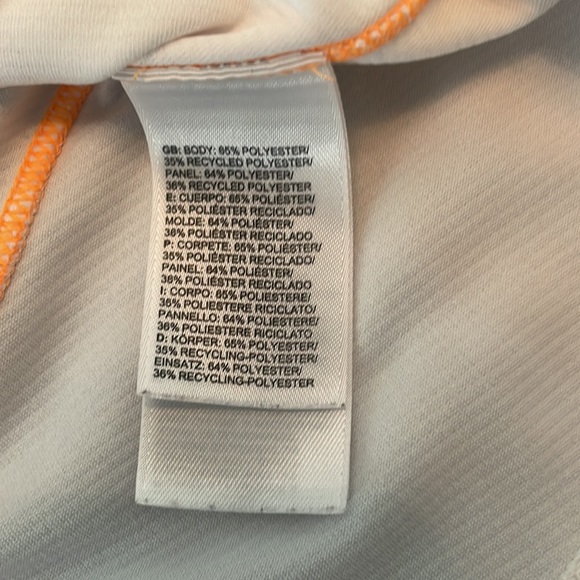 GB: BODY: 65% POLYESTER/
35% RECYCLED POLYESTER/
PANEL: 64% POLYESTER/
36% RECYCLED POLYESTER
E: CUERPO: 65% POLIÉSTER/
35% POLIÉSTER RECICLADO/
MOLDE: 64% POLIÉSTER/
36% POLIÉSTER RECICLADO
P: CORPETE: 65% POLIÉSTER/
35% POLIÉSTER RECICLADO/
PAINEL: 64% POLIÉSTER/
36% POLIÉSTER RECICLADO
I: CORPO: 65% POLIESTERE/
35% POLIESTERE RICICLATO/
PANNELLO: 64% POLIESTERE/
36% POLIESTERE RICICLATO
D: KÖRPER: 65% POLYESTER/
35% RECYCLING-POLYESTER/
EINSATZ: 64% POLYESTER/
36% RECYCLING-POLYESTER